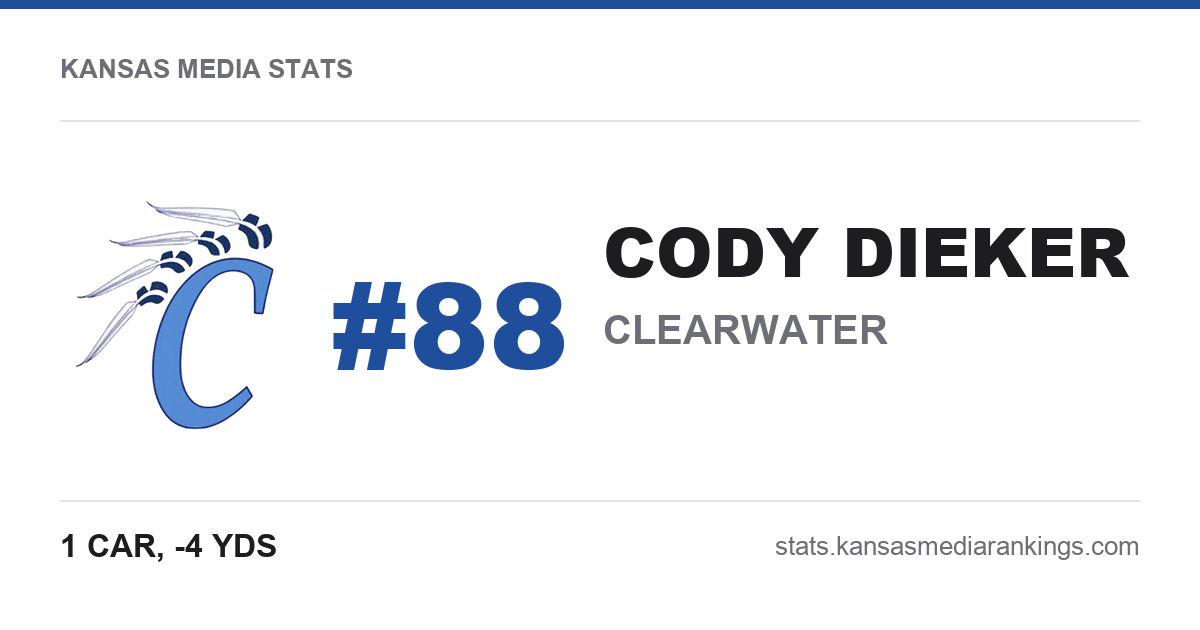 KANSAS MEDIA STATS
C
#88
CODY DIEKER
CLEARWATER
1 CAR, -4 YDS
stats.kansasmediarankings.com